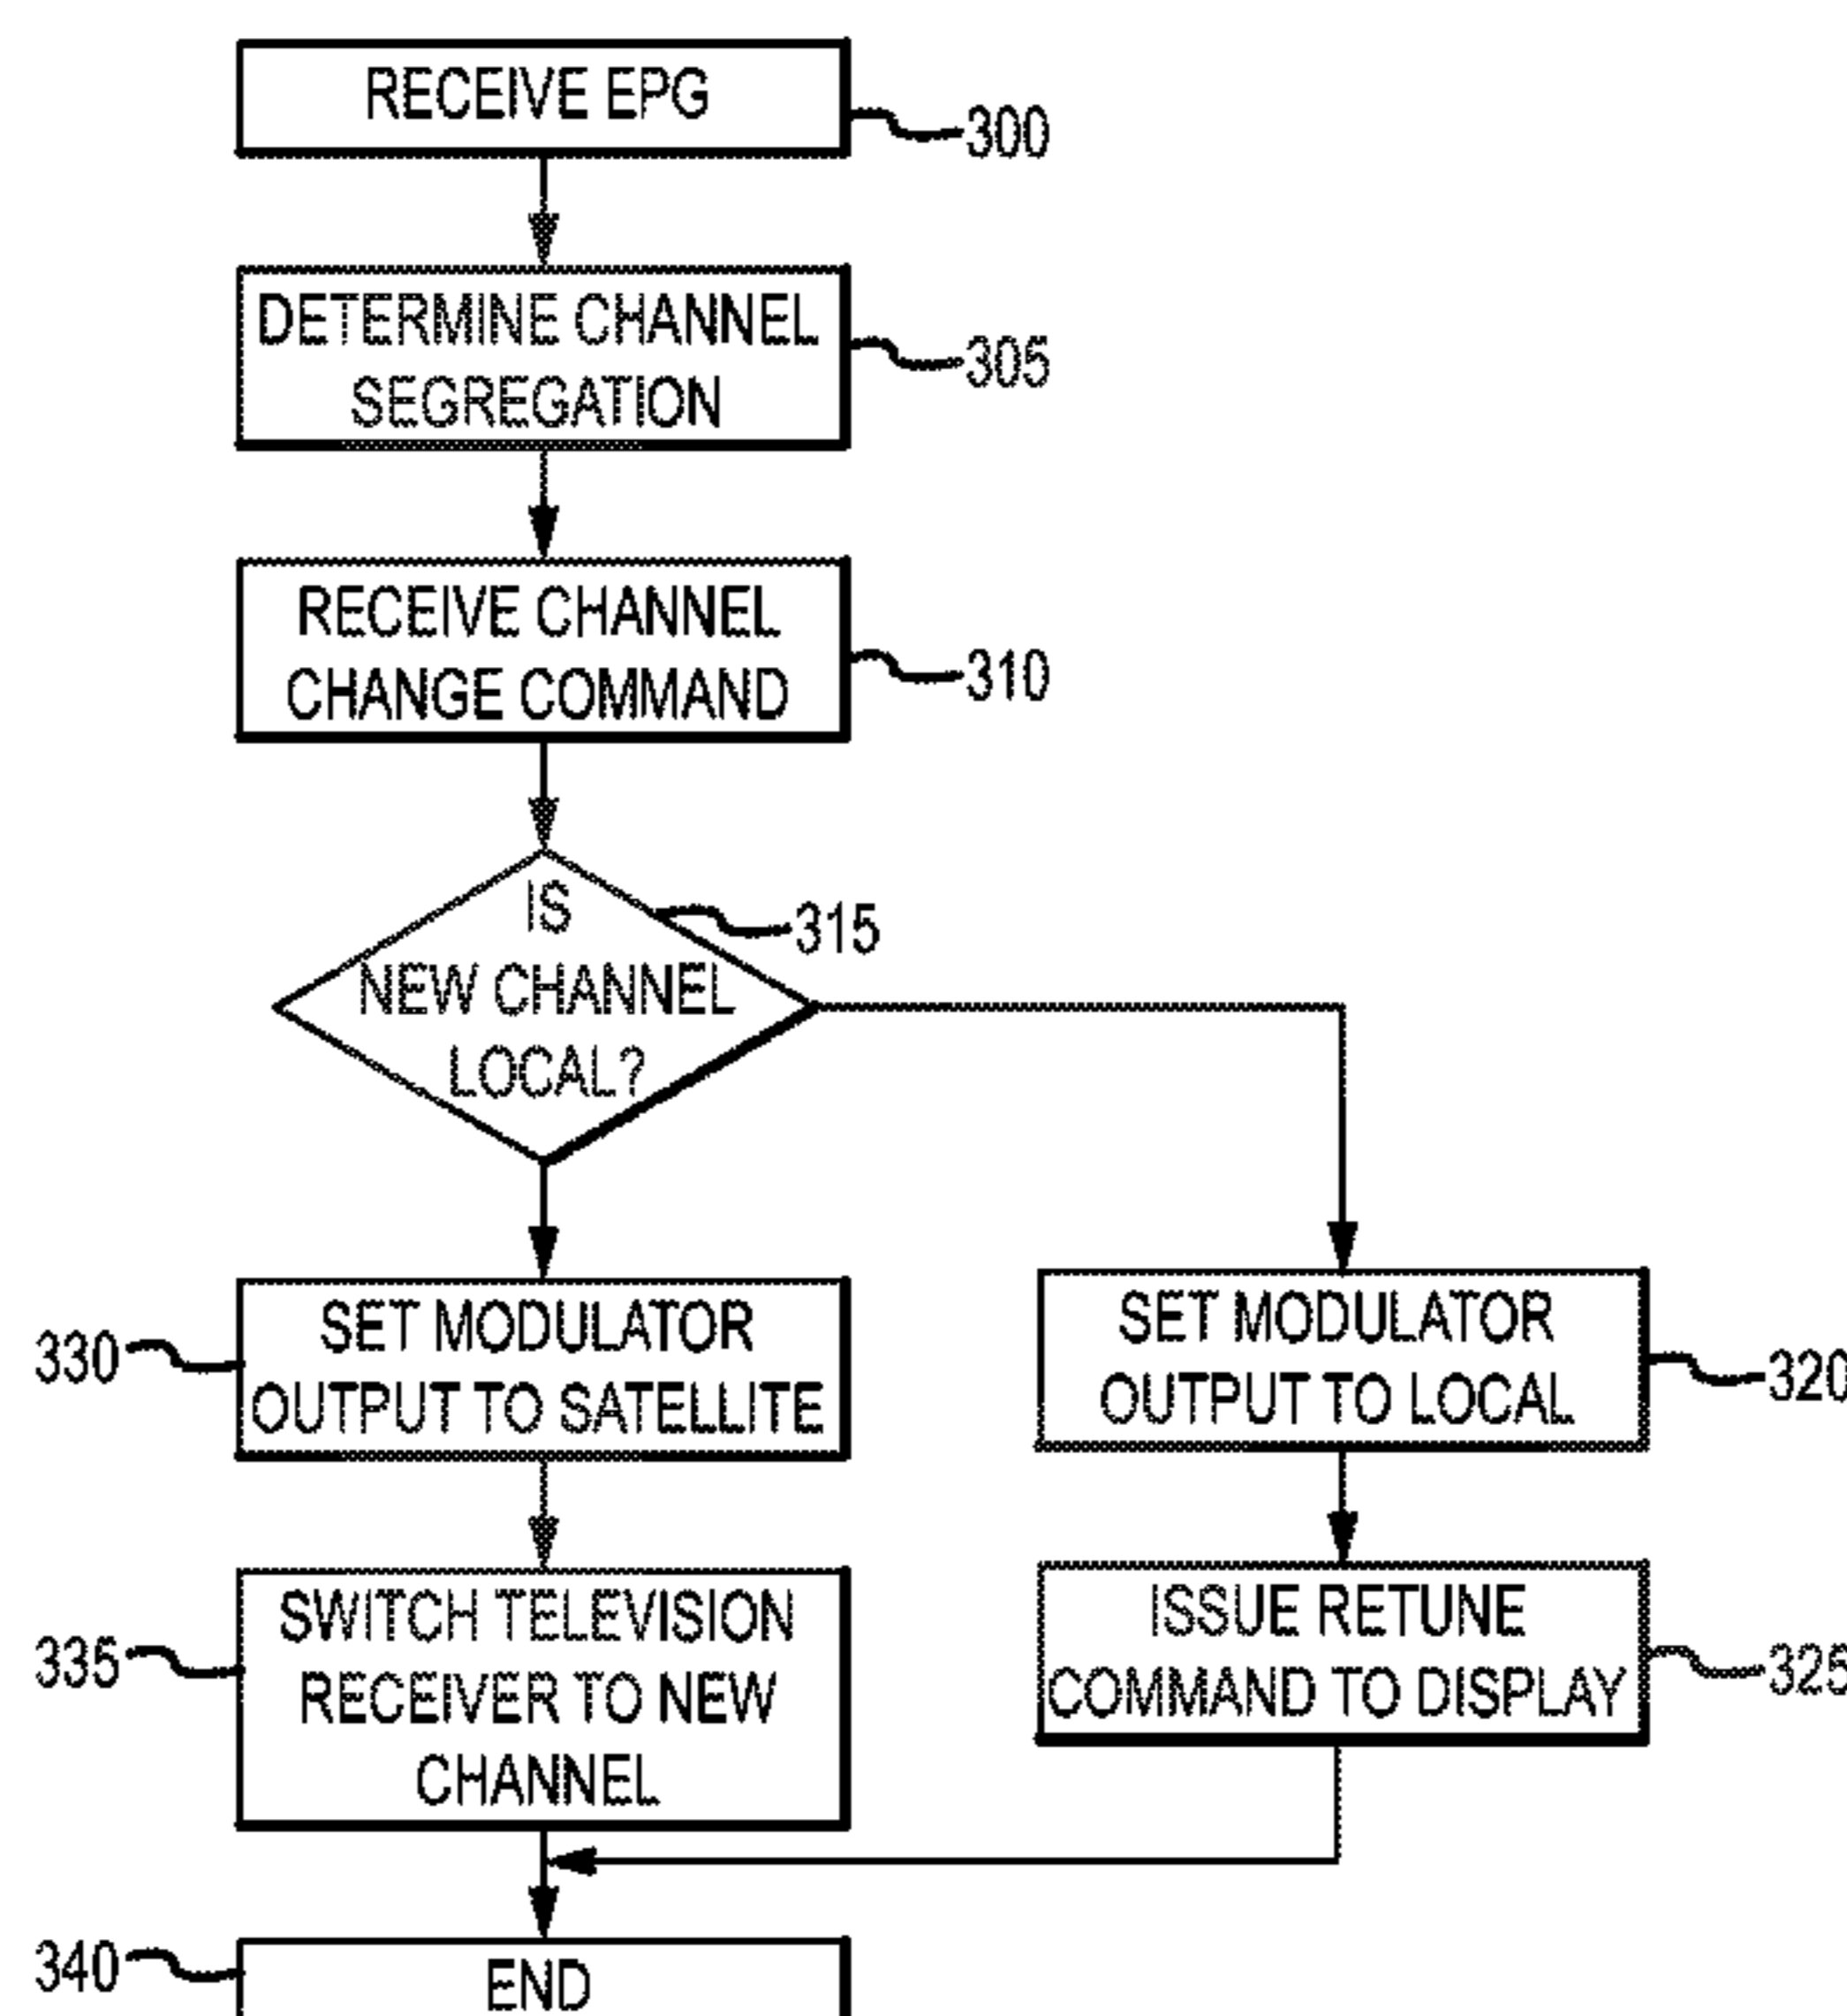 RECEIVE EPG
300
DETERMINE CHANNEL
SEGREGATION
305
RECEIVE CHANNEL
CHANGE COMMAND
310
IS
NEW CHANNEL
LOCAL?
315
330
SET MODULATOR
OUTPUT TO SATELLITE
SET MODULATOR
OUTPUT TO LOCAL
320
335
SWITCH TELEVISION
RECEIVER TO NEW
CHANNEL
ISSUE RETUNE
COMMAND TO DISPLAY
325
340
END